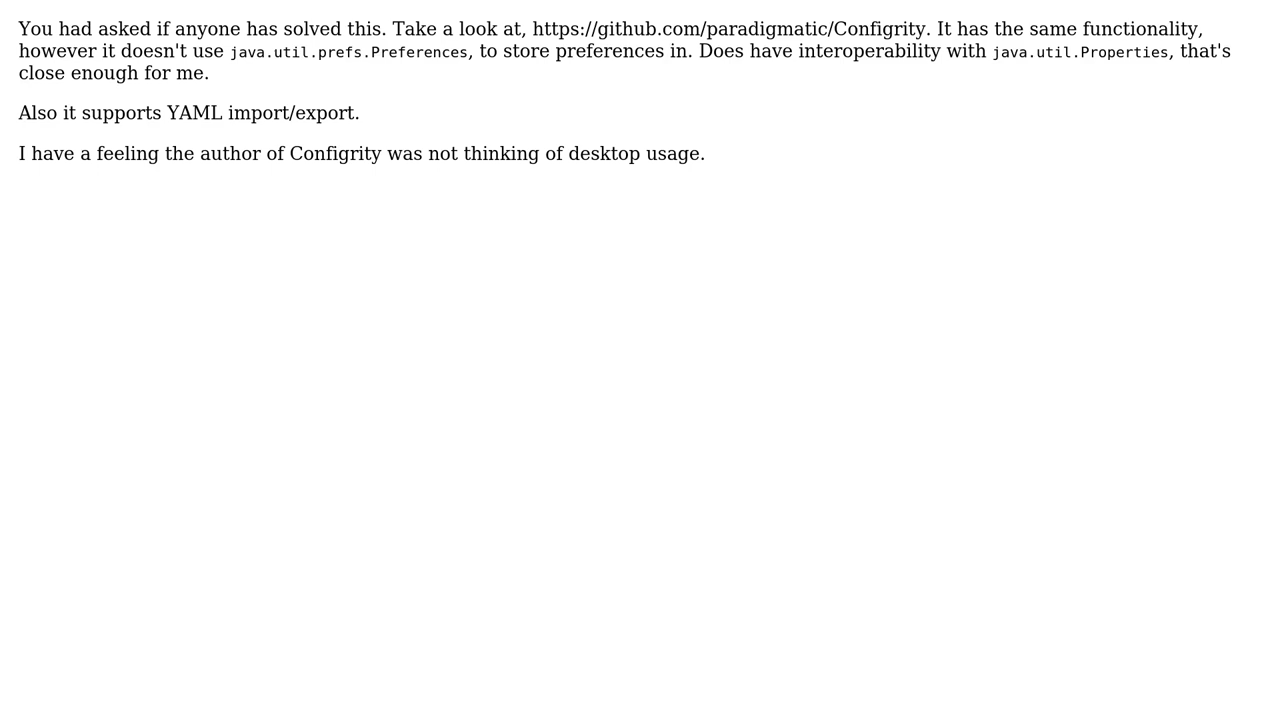 You had asked if anyone has solved this. Take a look at, https://github.com/paradigmatic/Configrity. It has the same functionality,
however it doesn't use java.util.prefs.Preferences, to store preferences in. Does have interoperability with java.util.Properties, that's
close enough for me.
Also it supports YAML import/export.
I have a feeling the author of Configrity was not thinking of desktop usage.